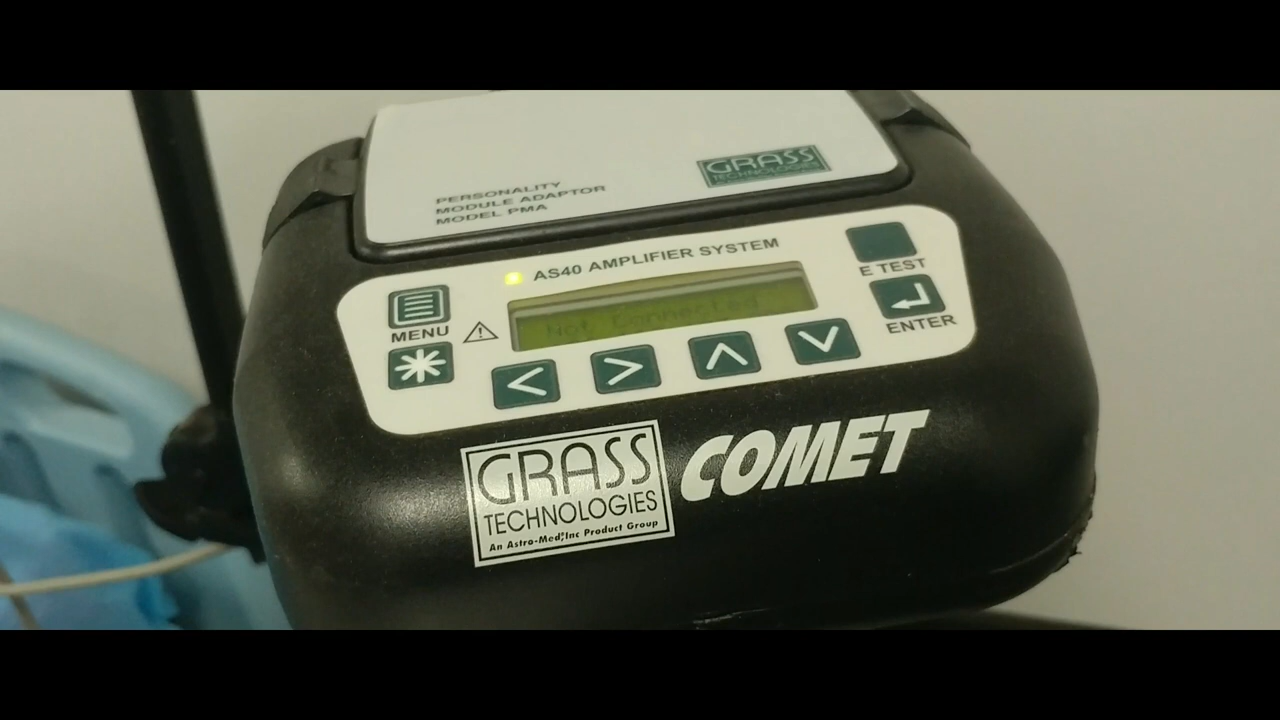 GRASS
TECHNOLOGIES
PERSONALITY
MODULE ADAPTOR
MODEL PMA
AS40 AMPLIFIER SYSTEM
E TEST
Not Connected
MENU
ENTER
GRASS
TECHNOLOGIES
An Astro-Med, Inc Product Group
COMET